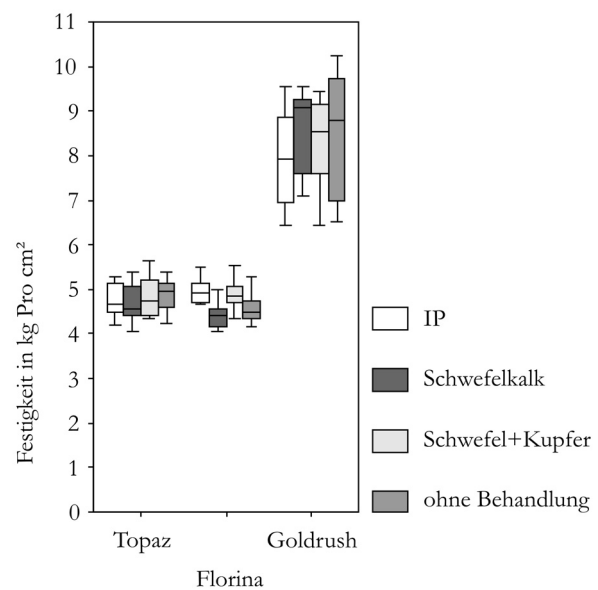 Festigkeit in kg Pro cm²
11
10
9
8
7
6
5
4
3
2
1
0
Topaz
Florina
Goldrush
IP
Schwefelkalk
Schwefel+Kupfer
ohne Behandlung